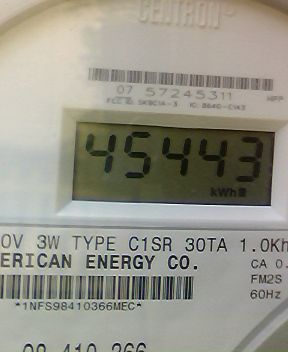 CENTRON
07 57245311
FCC ID: SK9C1A-3 IC: 864G-C1A3
45443
kWh
0V 3W TYPE C1SR 30TA 1.0Kh
ERICAN ENERGY CO. CA 0.
FM2S
*1NFS98410366MEC* 60Hz
98 410 366